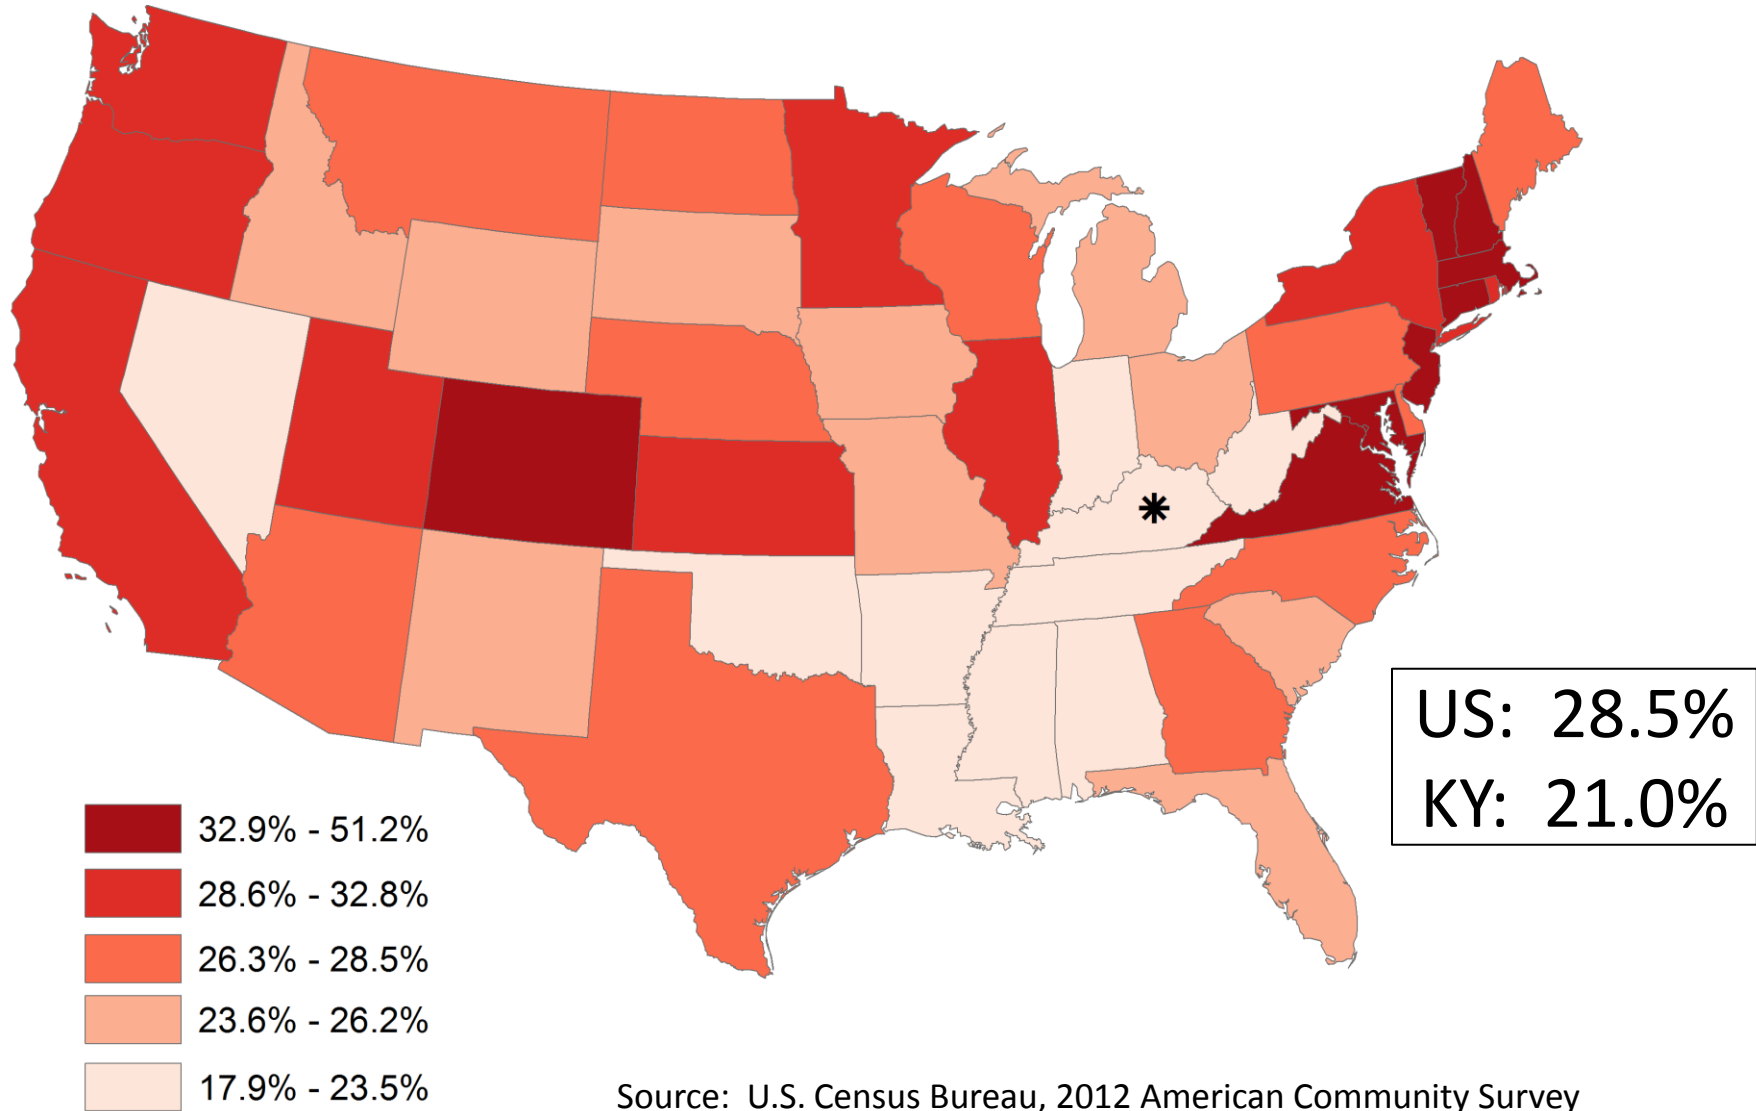 US: 28.5%
KY: 21.0%
32.9% - 51.2%
28.6% - 32.8%
26.3% - 28.5%
23.6% - 26.2%
17.9% - 23.5%
Source: U.S. Census Bureau, 2012 American Community Survey